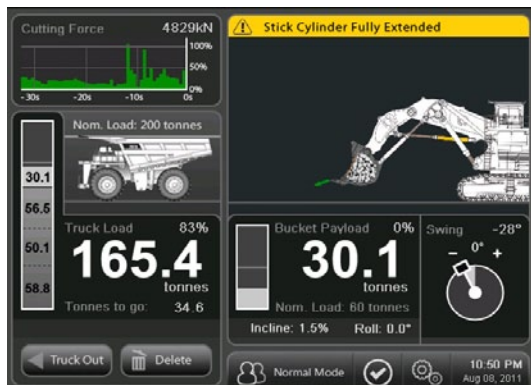 Cutting Force 4829kN
100%
50%
0%
-30s -20s -10s 0s
Stick Cylinder Fully Extended
Nom. Load: 200 tonnes
30.1
56.5
50.1
58.8
Truck Load 83%
165.4
tonnes
Tonnes to go: 34.6
Truck Out
Delete
Bucket Payload 0%
30.1
tonnes
Nom. Load: 60 tonnes
Incline: 1.5% Roll: 0.0°
Swing -28°
0°
- +
Normal Mode
10:50 PM
Aug 08, 2011